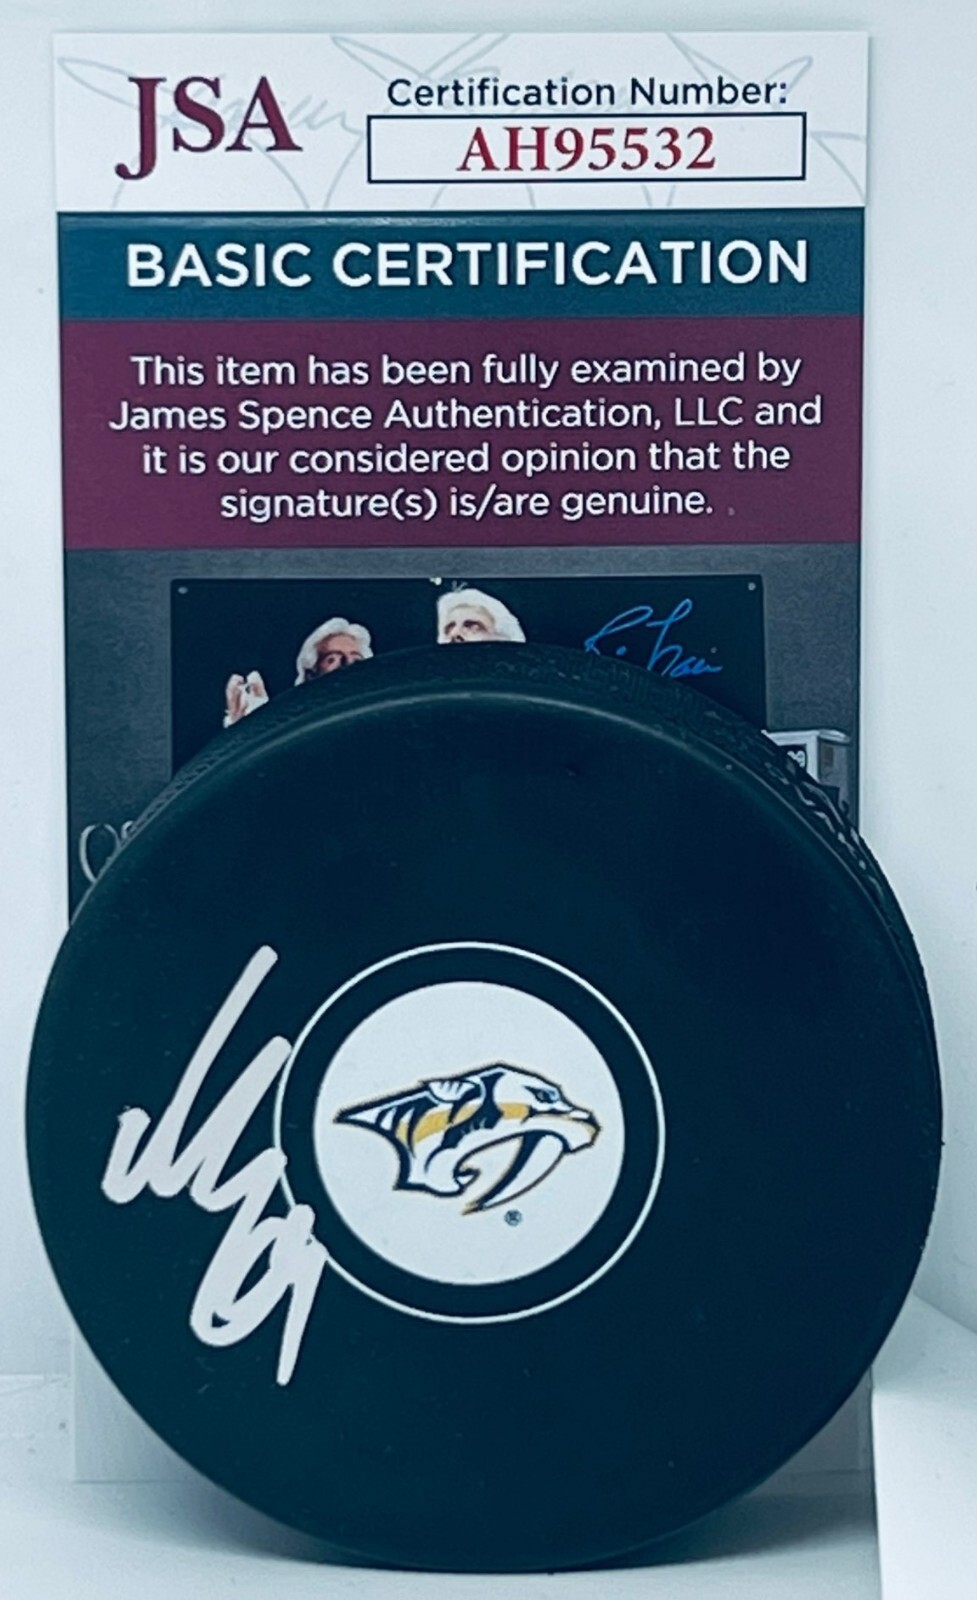 JSA
Certification Number:
AH95532
BASIC CERTIFICATION
This item has been fully examined by
James Spence Authentication, LLC and
it is our considered opinion that the
signature(s) is/are genuine.
®